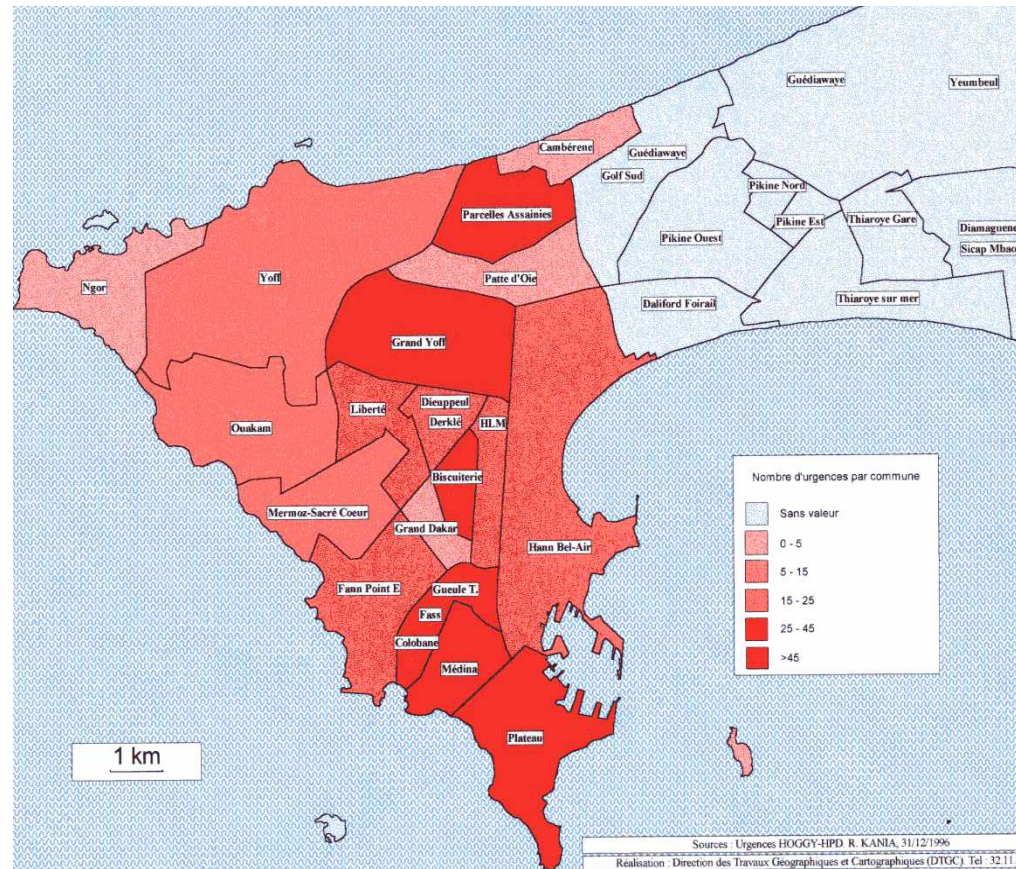 Guédiawaye
Yeumbeul
Cambérene
Guédiawaye
Golf Sud
Pikine Nord
Parcelles Assainies
Pikine Est
Thiaroye Gare
Diamaguene
Sicap Mbao
Pikine Ouest
Yoff
Patte d'Oie
Ngor
Daliford Foirail
Thiaroye sur mer
Grand Yoff
Dieuppeul
Derklé
Liberté
HLM
Ouakam
Biscuiterie
Mermoz-Sacré Coeur
Grand Dakar
Hann Bel-Air
Fann Point E
Gueule T.
Fass
Colobane
Médina
Plateau
Nombre d'urgences par commune
Sans valeur
0 - 5
5 - 15
15 - 25
25 - 45
>45
1 km
Sources : Urgences HOGGY-HPD. R. KANIA, 31/12/1996
Réalisation : Direction des Travaux Géographiques et Cartographiques (DTGC). Tel : 32.11.